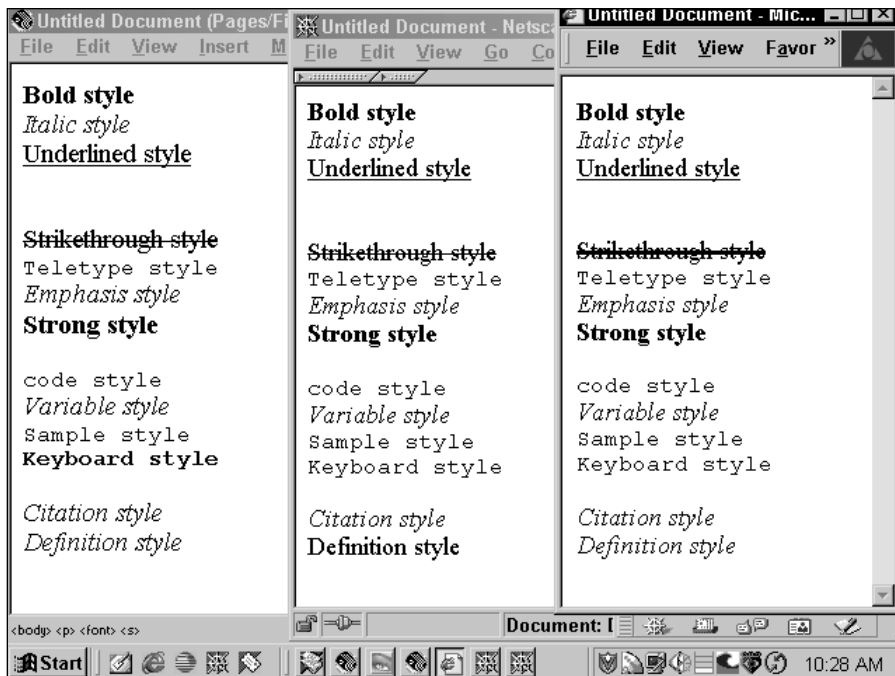 Untitled Document (Pages/Fi
File Edit View Insert M
Bold style
Italic style
Underlined style
Strikethrough style
Teletype style
Emphasis style
Strong style
code style
Variable style
Sample style
Keyboard style
Citation style
Definition style
<body> <p> <font> <s>
Untitled Document - Netsca
File Edit View Go Co
Bold style
Italic style
Underlined style
Strikethrough style
Teletype style
Emphasis style
Strong style
code style
Variable style
Sample style
Keyboard style
Citation style
Definition style
Document: D
Untitled Document - Mic...
File Edit View Favor »
Bold style
Italic style
Underlined style
Strikethrough style
Teletype style
Emphasis style
Strong style
code style
Variable style
Sample style
Keyboard style
Citation style
Definition style
Start
10:28 AM